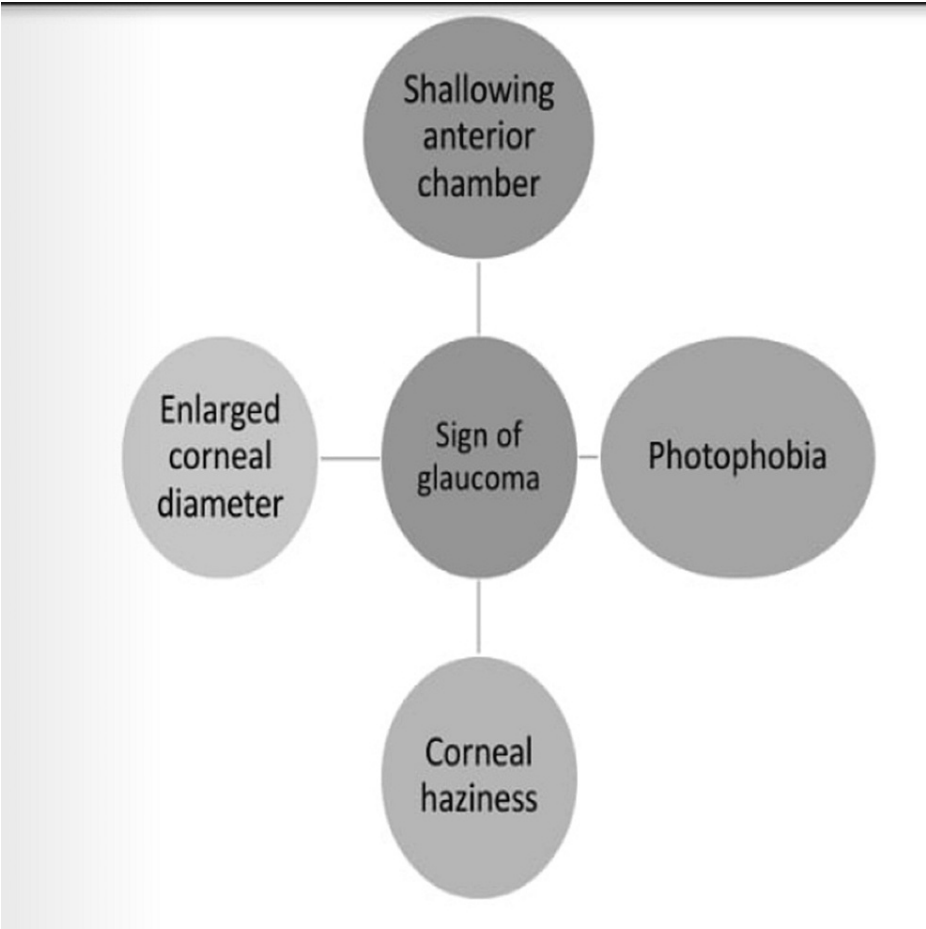 Shallowing
anterior
chamber
Enlarged
corneal
diameter
Sign of
glaucoma
Photophobia
Corneal
haziness